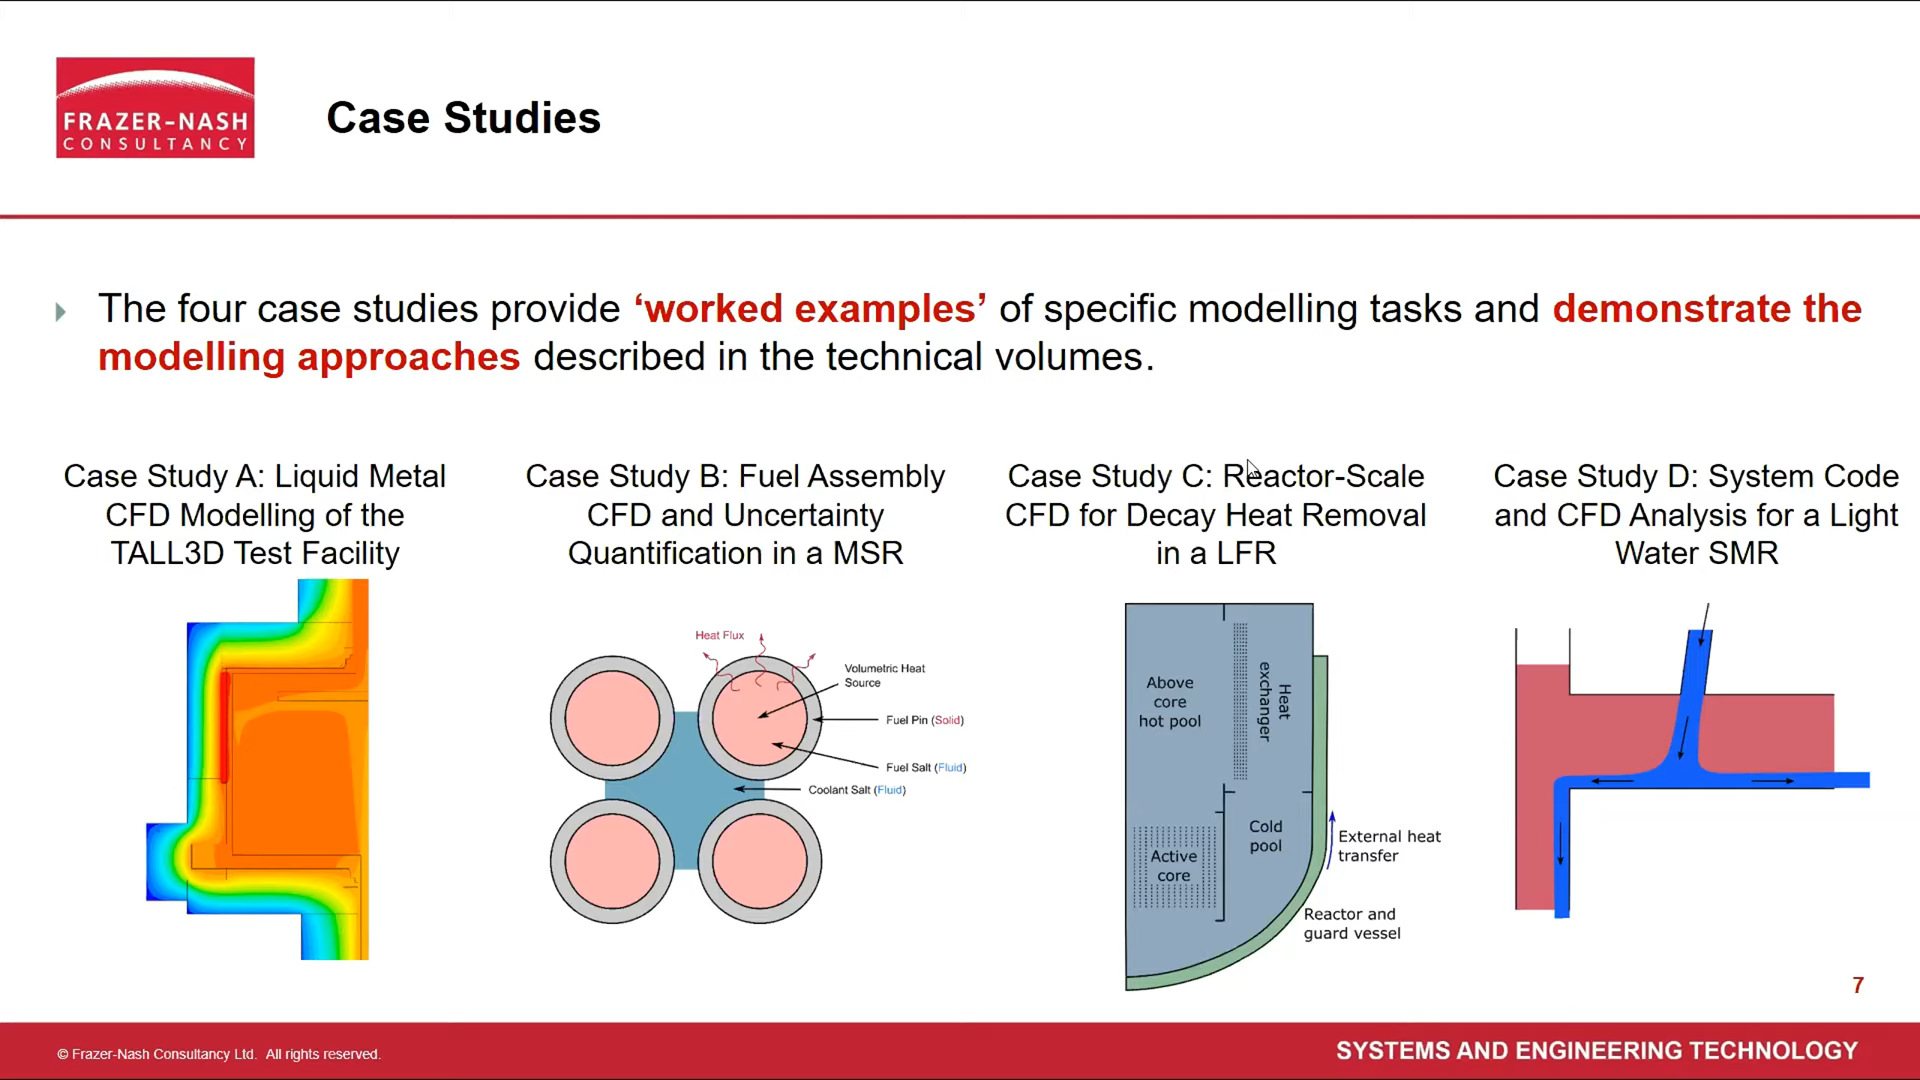 FRAZER-NASH
CONSULTANCY
Case Studies
The four case studies provide ‘worked examples’ of specific modelling tasks and demonstrate the
modelling approaches described in the technical volumes.
Case Study A: Liquid Metal
CFD Modelling of the
TALL3D Test Facility
Case Study B: Fuel Assembly
CFD and Uncertainty
Quantification in a MSR
Heat Flux
Volumetric Heat
Source
Fuel Pin (Solid)
Fuel Salt (Fluid)
Coolant Salt (Fluid)
Case Study C: Reactor-Scale
CFD for Decay Heat Removal
in a LFR
Above
core
hot pool
Heat
exchanger
Cold
pool
Active
core
External heat
transfer
Reactor and
guard vessel
Case Study D: System Code
and CFD Analysis for a Light
Water SMR
7
© Frazer-Nash Consultancy Ltd. All rights reserved.
SYSTEMS AND ENGINEERING TECHNOLOGY